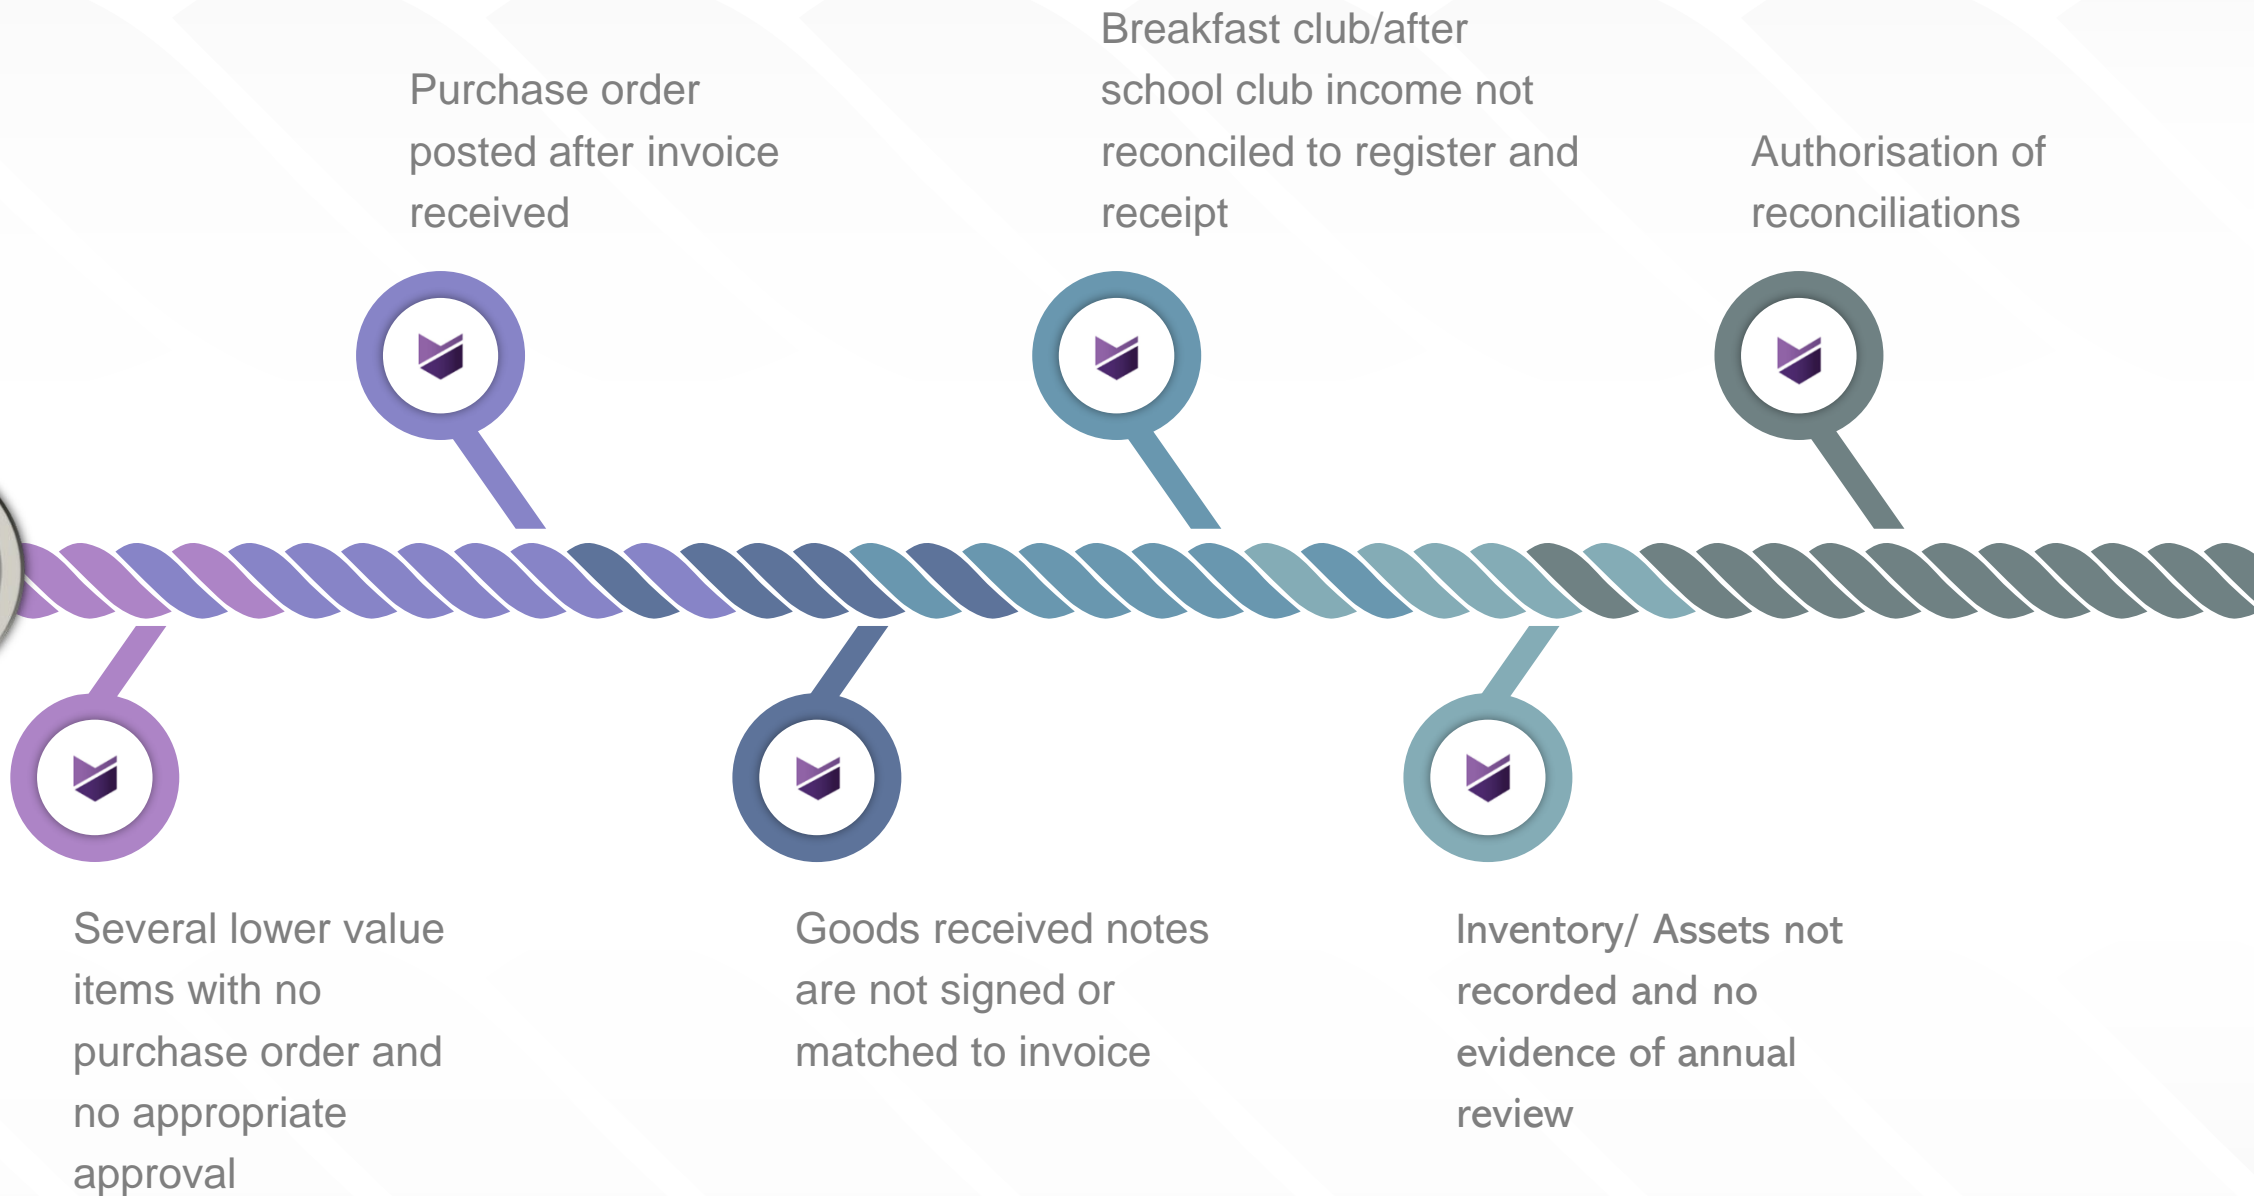 Breakfast club/after
school club income not
reconciled to register and
receipt
Purchase order
posted after invoice
received
Authorisation of
reconciliations
Several lower value
items with no
purchase order and
no appropriate
approval
Goods received notes
are not signed or
matched to invoice
Inventory/ Assets not
recorded and no
evidence of annual
review